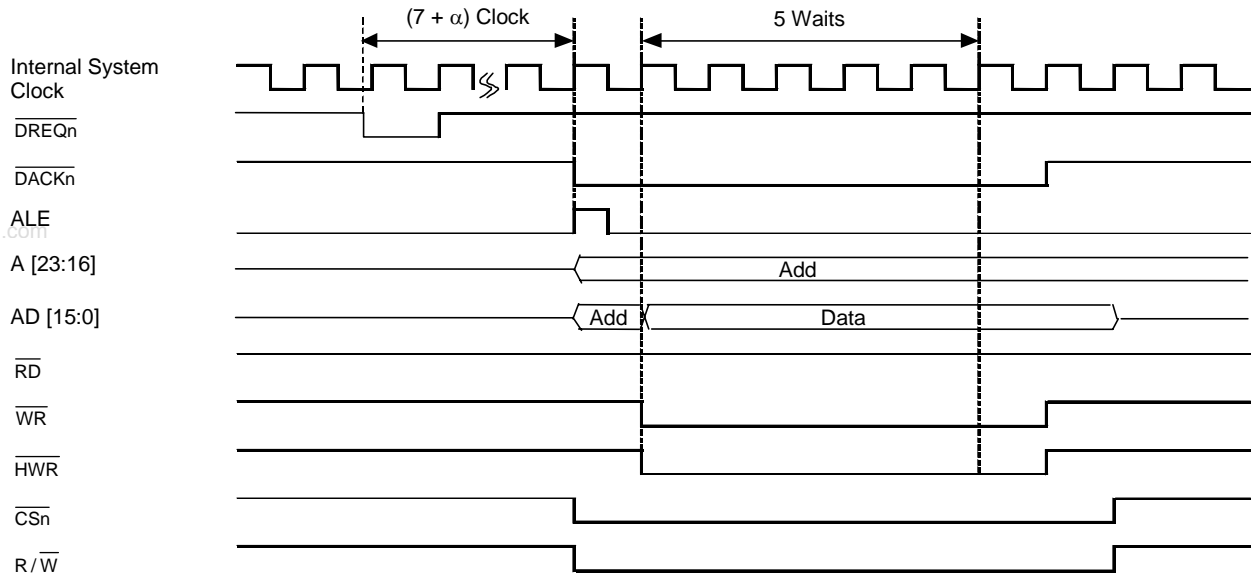 (7 + α) Clock
5 Waits
Internal System
Clock
DREQn
DACKn
ALE
.com
A [23:16]
Add
AD [15:0]
Add
Data
RD
WR
HWR
CSn
R/W